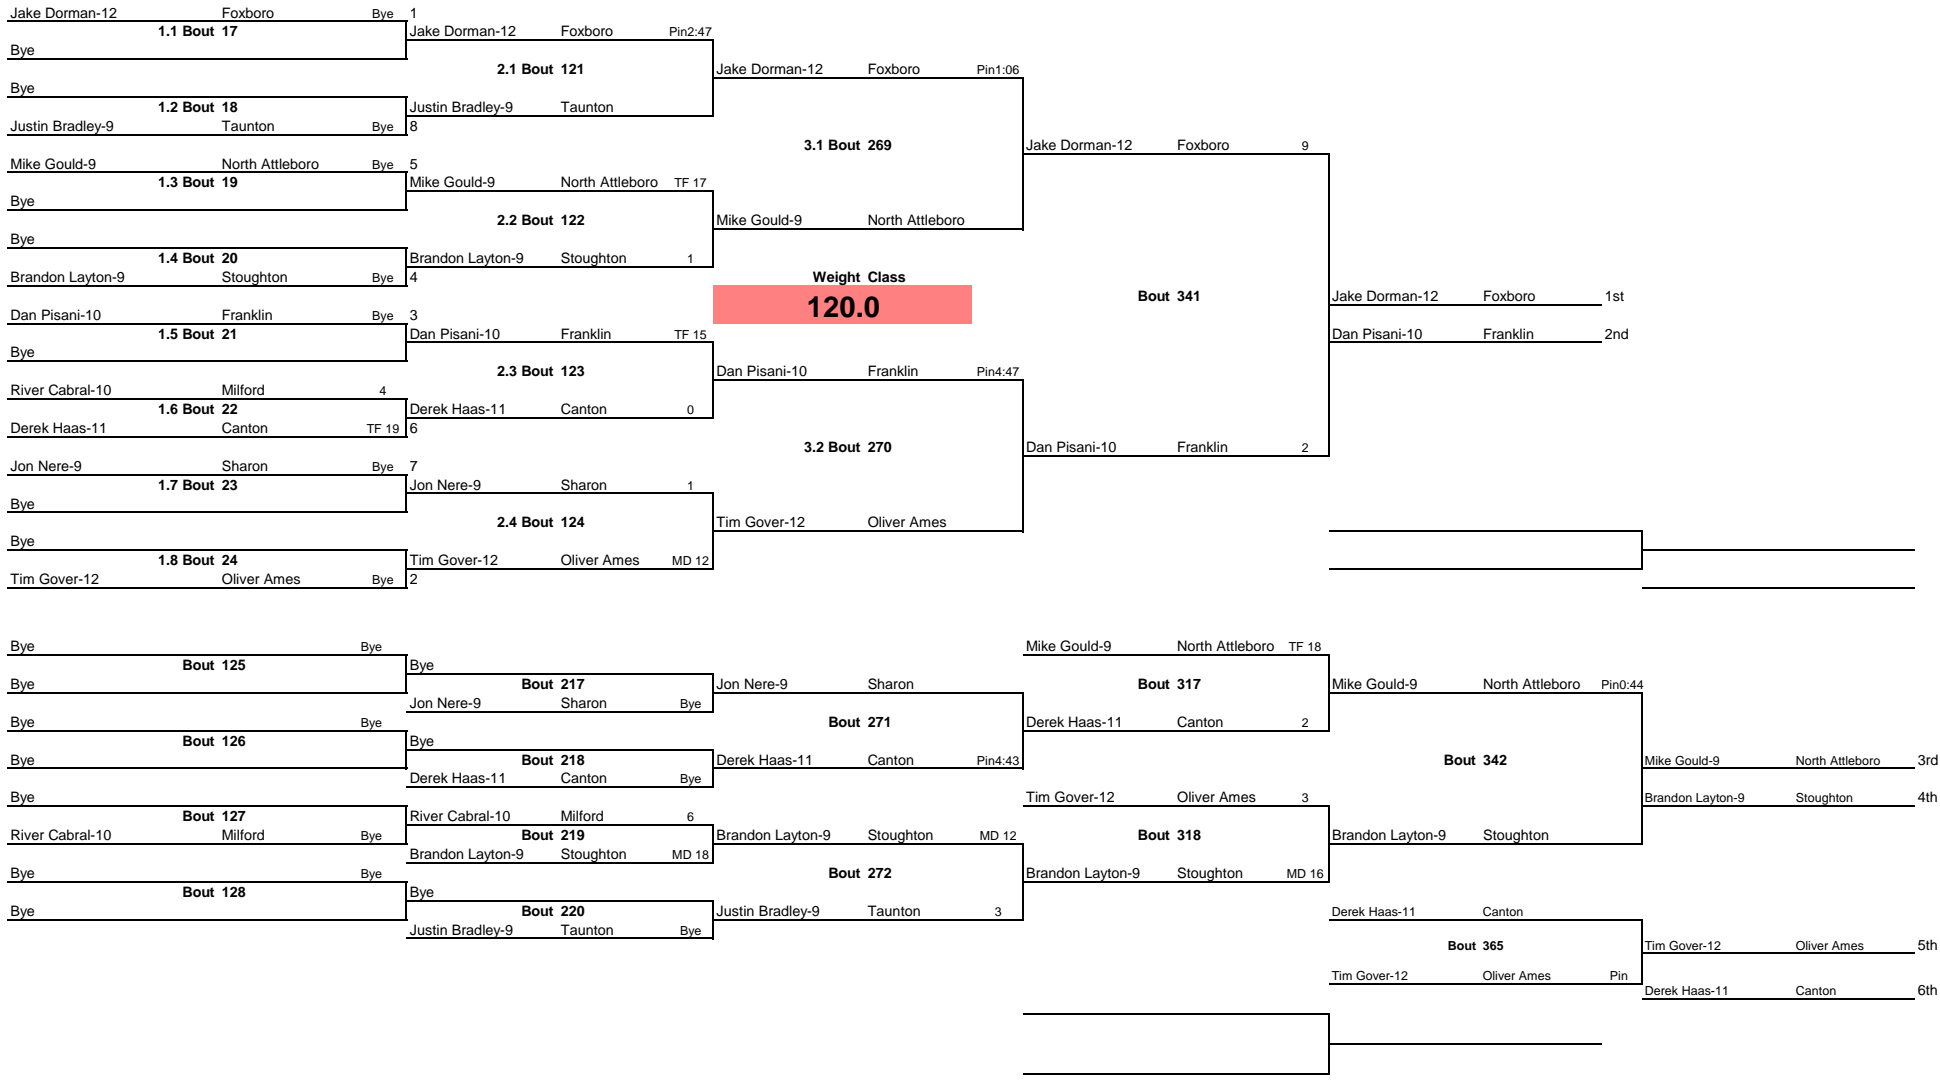 Jake Dorman-12 Foxboro Bye 1
1.1 Bout 17 Jake Dorman-12 Foxboro Pin2:47
Bye
2.1 Bout 121 Jake Dorman-12 Foxboro Pin1:06
Bye
1.2 Bout 18 Justin Bradley-9 Taunton
Justin Bradley-9 Taunton Bye 8
3.1 Bout 269 Jake Dorman-12 Foxboro 9
Mike Gould-9 North Attleboro Bye 5
1.3 Bout 19 Mike Gould-9 North Attleboro TF 17
Bye
2.2 Bout 122 Mike Gould-9 North Attleboro
Bye
1.4 Bout 20 Brandon Layton-9 Stoughton 1
Brandon Layton-9 Stoughton Bye 4 Weight Class
Bout 341 Jake Dorman-12 Foxboro 1st
120.0
Dan Pisani-10 Franklin Bye 3
1.5 Bout 21 Dan Pisani-10 Franklin TF 15 Dan Pisani-10 Franklin 2nd
Bye
2.3 Bout 123 Dan Pisani-10 Franklin Pin4:47
River Cabral-10 Milford 4
1.6 Bout 22 Derek Haas-11 Canton 0
Derek Haas-11 Canton TF 19 6
3.2 Bout 270 Dan Pisani-10 Franklin 2
Jon Nere-9 Sharon Bye 7
1.7 Bout 23 Jon Nere-9 Sharon 1
Bye
2.4 Bout 124 Tim Gover-12 Oliver Ames
Bye
1.8 Bout 24 Tim Gover-12 Oliver Ames MD 12
Tim Gover-12 Oliver Ames Bye 2
Bye Bye Mike Gould-9 North Attleboro TF 18
Bout 125 Bye
Bye Bout 217 Jon Nere-9 Sharon Bout 317 Mike Gould-9 North Attleboro Pin0:44
Jon Nere-9 Sharon Bye
Bye Bye Bout 271 Derek Haas-11 Canton 2
Bout 126 Bye
Bye Bout 218 Derek Haas-11 Canton Pin4:43 Bout 342 Mike Gould-9 North Attleboro 3rd
Derek Haas-11 Canton Bye
Bye Tim Gover-12 Oliver Ames 3 Brandon Layton-9 Stoughton 4th
Bout 127 River Cabral-10 Milford 6
River Cabral-10 Milford Bye Bout 219 Brandon Layton-9 Stoughton MD 12 Bout 318 Brandon Layton-9 Stoughton
Brandon Layton-9 Stoughton MD 18
Bye Bye Bout 272 Brandon Layton-9 Stoughton MD 16
Bout 128 Bye
Bye Bout 220 Justin Bradley-9 Taunton 3 Derek Haas-11 Canton
Justin Bradley-9 Taunton Bye
Bout 365 Tim Gover-12 Oliver Ames 5th
Tim Gover-12 Oliver Ames Pin
Derek Haas-11 Canton 6th